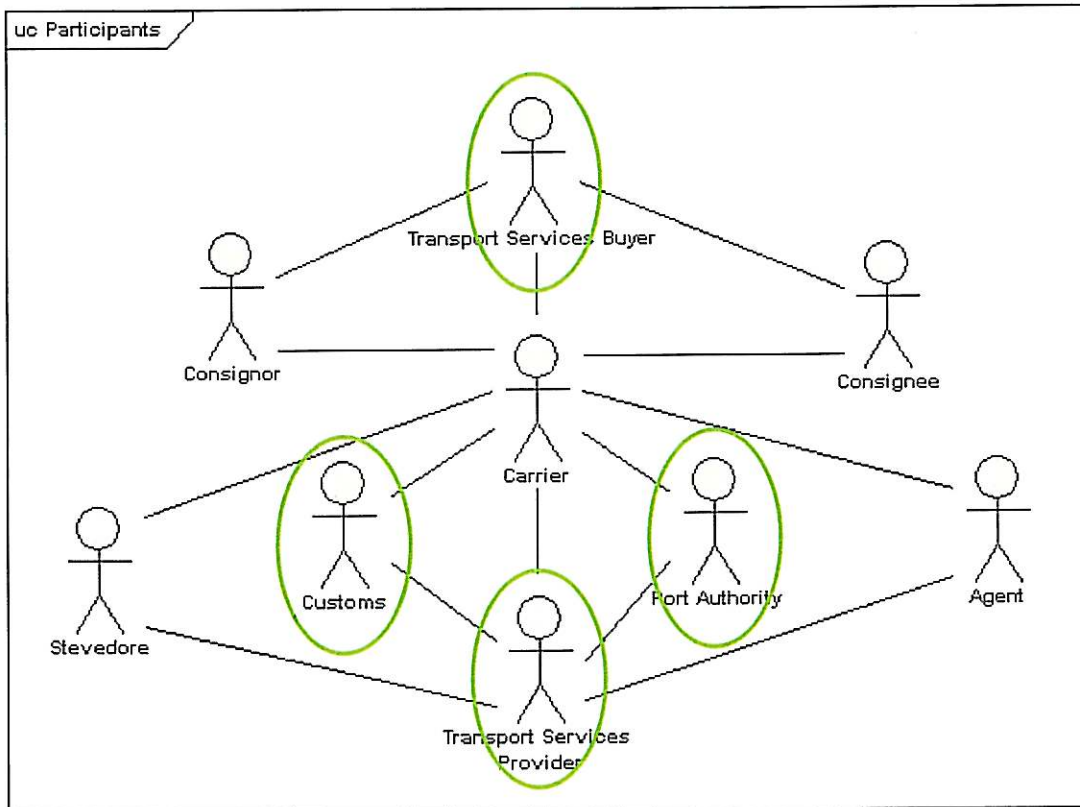 uc Participants
Transport Services Buyer
Consignor
Consignee
Carrier
Customs
Port Authority
Agent
Stevedore
Transport Services
Provider